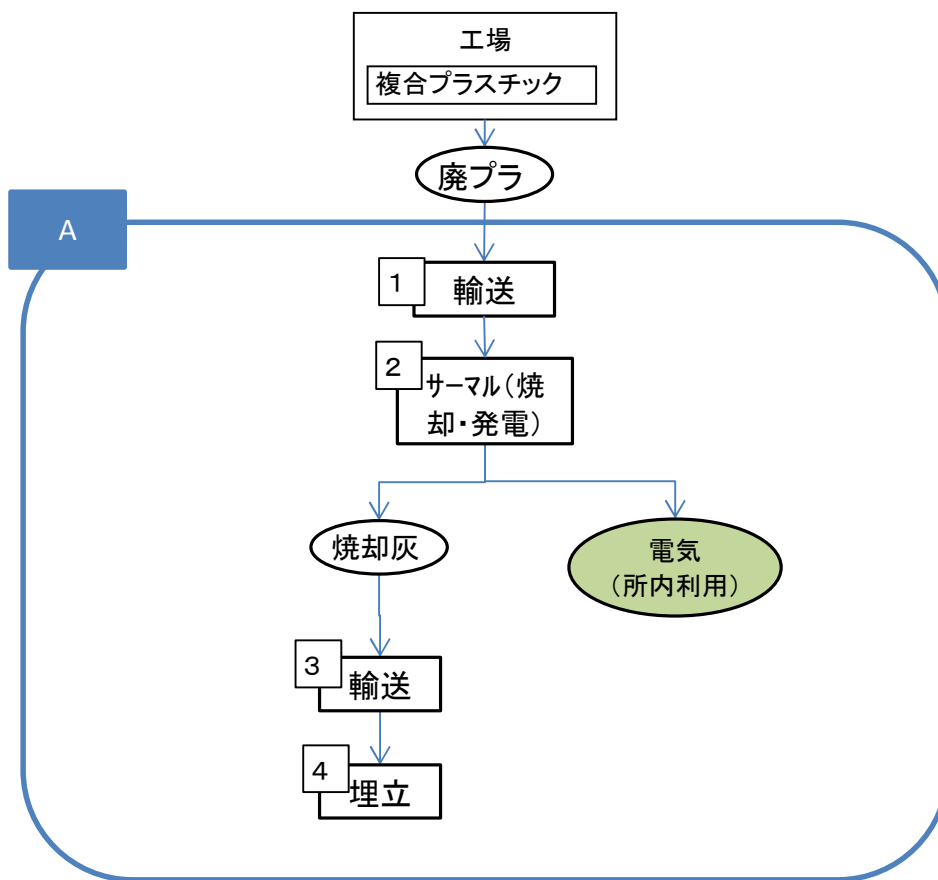 工場
複合プラスチック
廃プラ
A
1
輸送
2
サーマル(焼
却・発電)
焼却灰
電気
(所内利用)
3
輸送
4
埋立